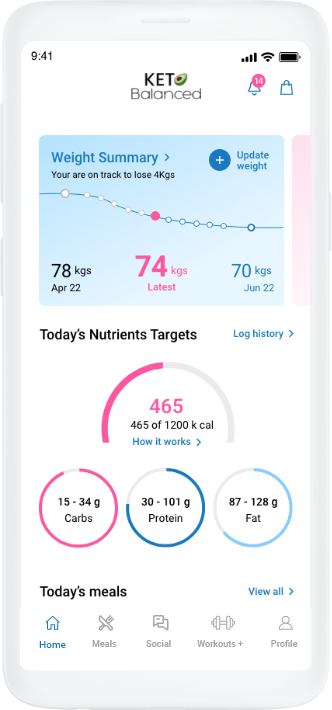 9:41
KETO
Balanced
14
Weight Summary
Update
weight
Your are on track to lose 4Kgs
78 kgs
74 kgs
70 kgs
Apr 22
Latest
Jun 22
Today's Nutrients Targets
Log history
465
465 of 1200 k cal
How it works
15 - 34 g
Carbs
30 - 101 g
Protein
87 - 128 g
Fat
Today's meals
View all
Home
Meals
Social
Workouts +
Profile